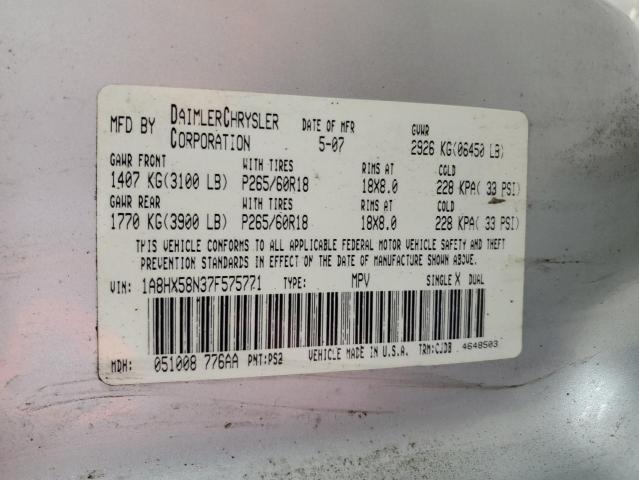 MFD BY DAIMLERCHRYSLER CORPORATION DATE OF MFR 5-07 GVWR 2926 KG(06450 LB)
GAWR FRONT WITH TIRES RIMS AT COLD
1407 KG(3100 LB) P265/60R18 18X8.0 228 KPA( 33 PSI)
GAWR REAR WITH TIRES RIMS AT COLD
1770 KG(3900 LB) P265/60R18 18X8.0 228 KPA( 33 PSI)
THIS VEHICLE CONFORMS TO ALL APPLICABLE FEDERAL MOTOR VEHICLE SAFETY AND THEFT
PREVENTION STANDARDS IN EFFECT ON THE DATE OF MANUFACTURE SHOWN ABOVE.
VIN: 1A8HX58N37F575771 TYPE: MPV SINGLE X DUAL
MDH: 051008 776AA PNT:PS2 VEHICLE MADE IN U.S.A. TRM:CJDB 4648503